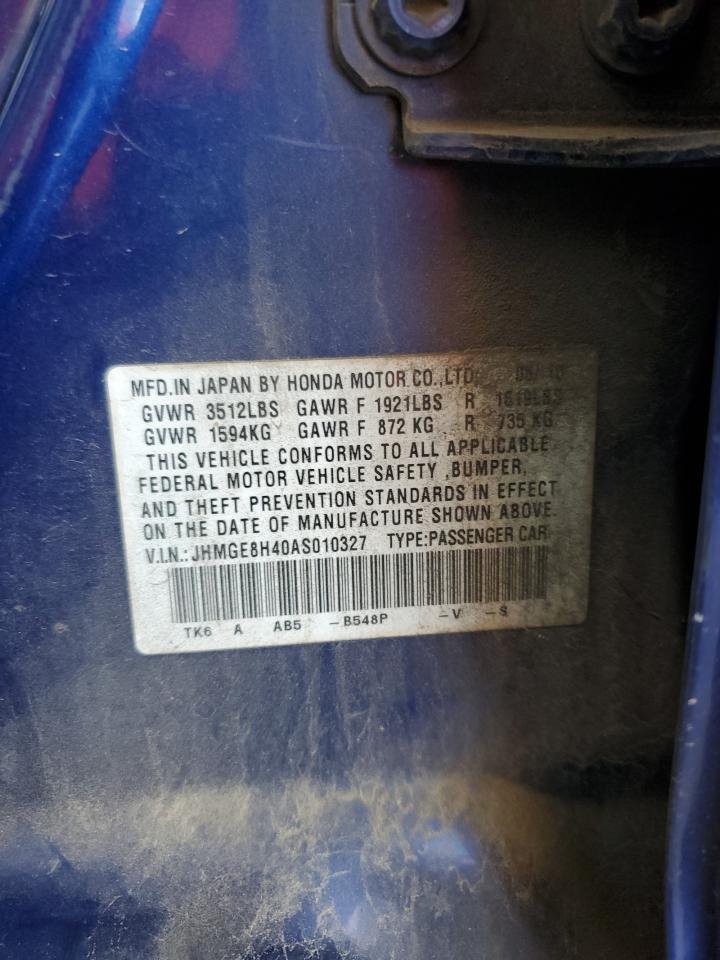 MFD.IN JAPAN BY HONDA MOTOR CO.,LTD.
GVWR 3512LBS GAWR F 1921LBS R 1619LBS
GVWR 1594KG GAWR F 872 KG R 735 KG
THIS VEHICLE CONFORMS TO ALL APPLICABLE
FEDERAL MOTOR VEHICLE SAFETY ,BUMPER,
AND THEFT PREVENTION STANDARDS IN EFFECT
ON THE DATE OF MANUFACTURE SHOWN ABOVE.
V.I.N.: JHMGE8H40AS010327 TYPE:PASSENGER CAR
TK6 A AB5 -B548P -V -S